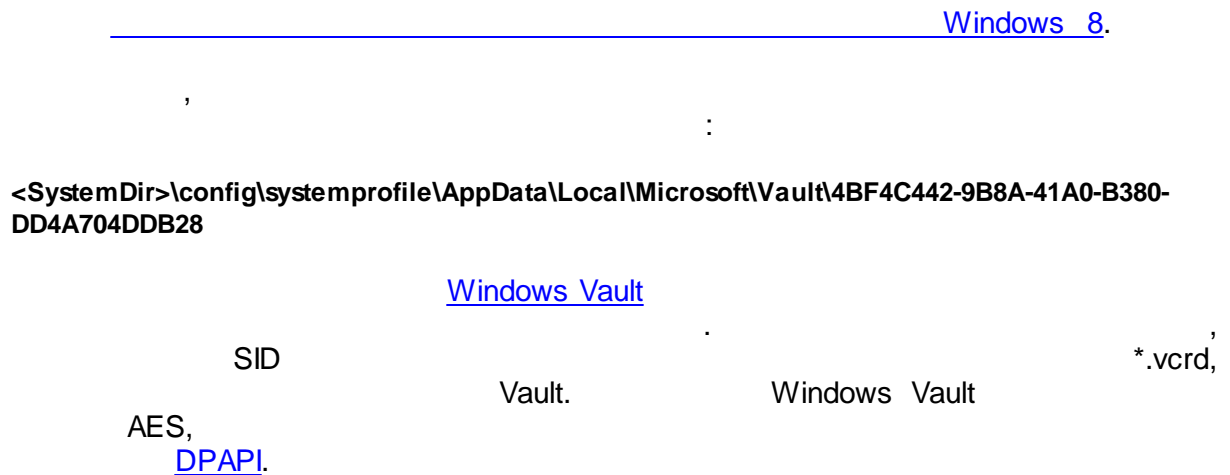 Windows 8.
,
:
<SystemDir>\config\systemprofile\AppData\Local\Microsoft\Vault\4BF4C442-9B8A-41A0-B380-
DD4A704DDB28
Windows Vault
. ,
SID *.vcrd,
Vault. Windows Vault
AES,
DPAPI.